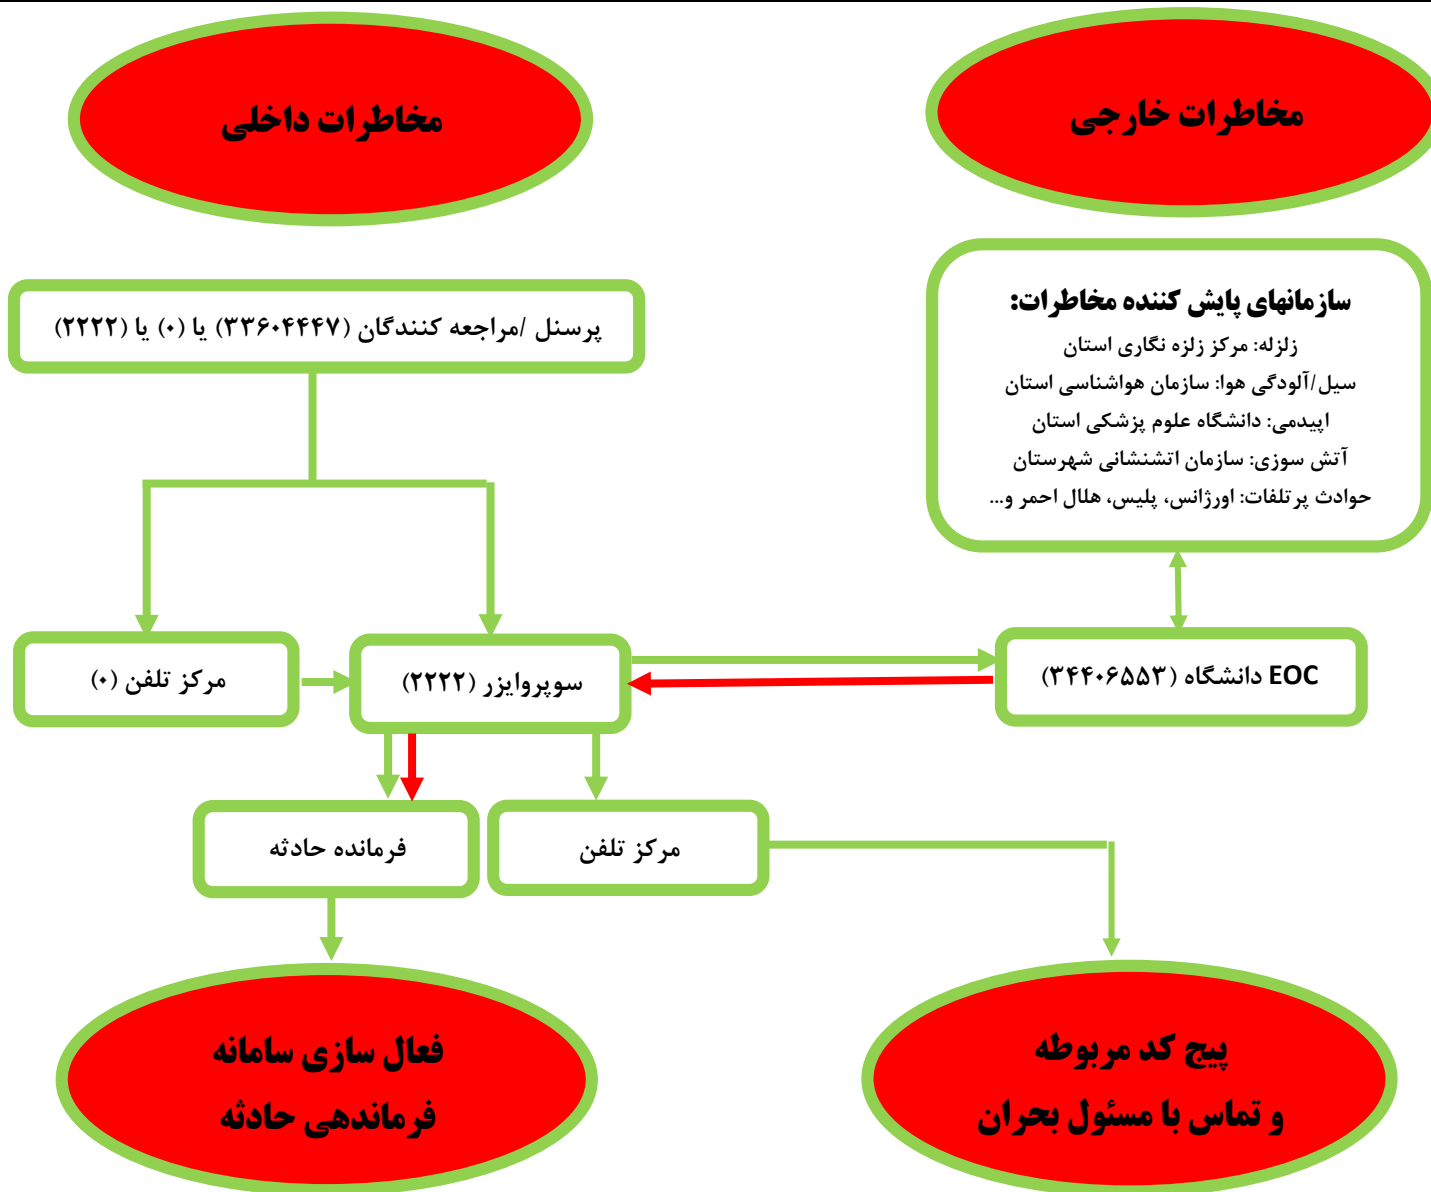 مخاطرات خارجی
مخاطرات داخلی
سازمانهای پایش کننده مخاطرات:
زلزله: مرکز زلزه نگاری استان
سیل/آلودگی هوا: سازمان هواشناسی استان
اپیدمی: دانشگاه علوم پزشکی استان
آتش سوزی: سازمان اتشنشانی شهرستان
حوادث پرتلفات: اورژانس، پلیس، هلال احمر و...
پرسنل /مراجعه کنندگان (۳۳۶۰۴۴۴۷) یا (۰) یا (۲۲۲۲)
EOC دانشگاه (۳۴۴۰۶۵۵۳)
سوپروایزر (۲۲۲۲)
مرکز تلفن (۰)
مرکز تلفن
فرمانده حادثه
پیج کد مربوطه
و تماس با مسئول بحران
فعال سازی سامانه
فرماندهی حادثه